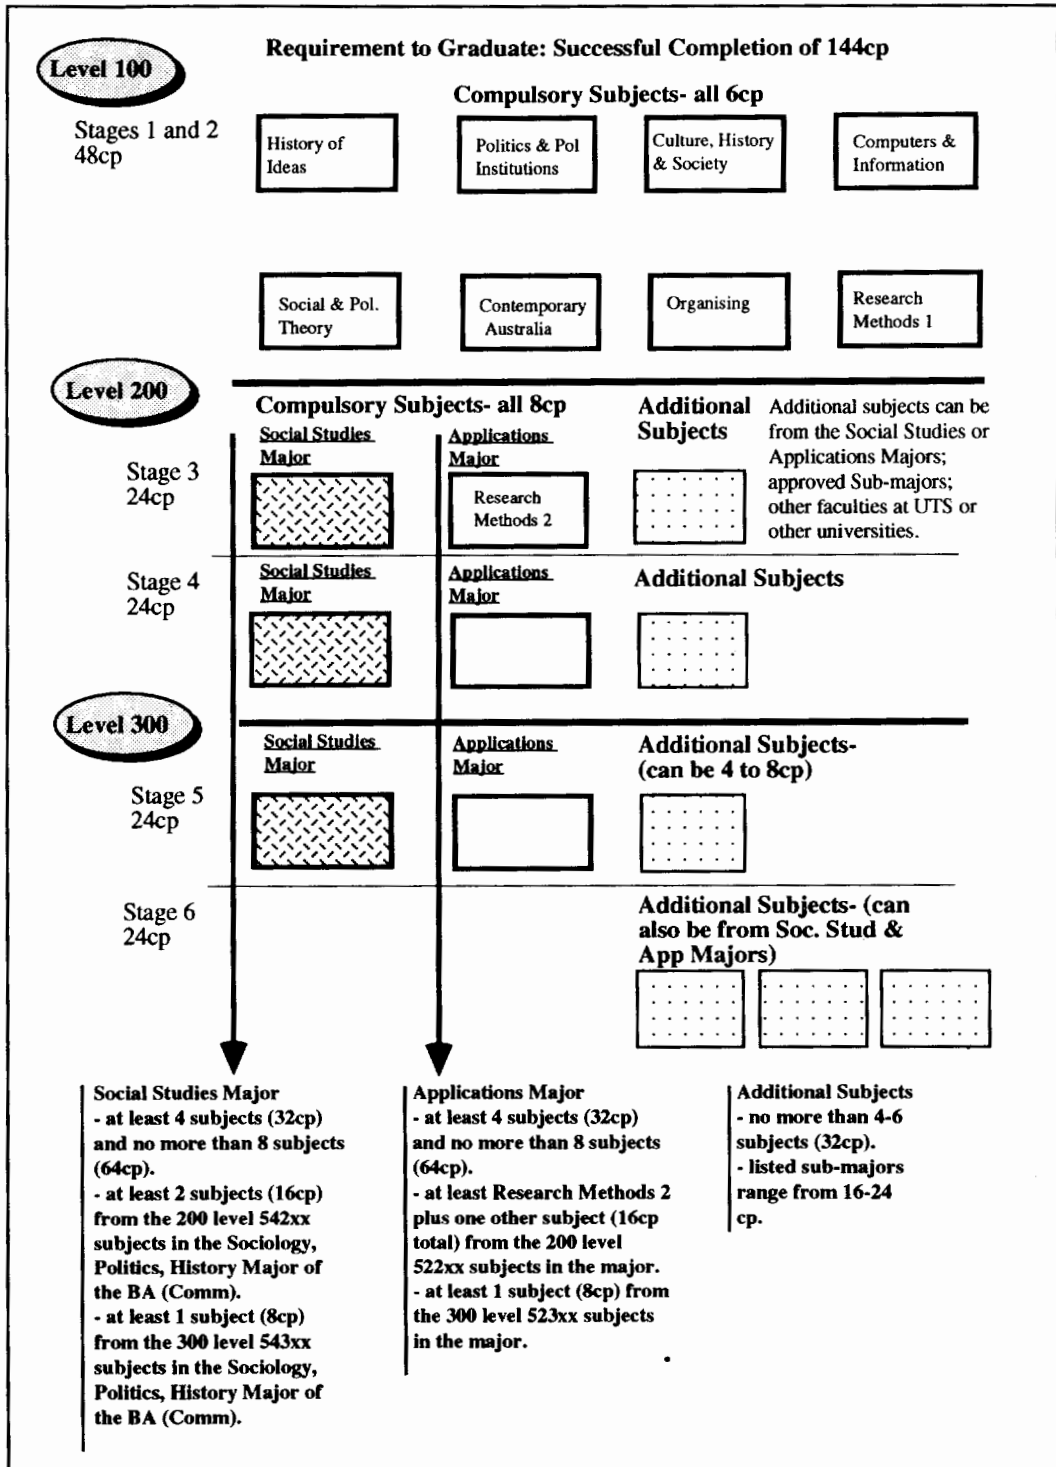 Requirement to Graduate: Successful Completion of 144cp
Level 100
Compulsory Subjects- all 6cp
Stages 1 and 2
48cp
History of
Ideas
Politics & Pol
Institutions
Culture, History
& Society
Computers &
Information
Social & Pol.
Theory
Contemporary
Australia
Organising
Research
Methods 1
Level 200
Compulsory Subjects- all 8cp
Additional
Subjects
Additional subjects can be
from the Social Studies or
Applications Majors;
approved Sub-majors;
other faculties at UTS or
other universities.
Stage 3
24cp
Social Studies
Major
Applications
Major
Research
Methods 2
Stage 4
24cp
Social Studies
Major
Applications
Major
Additional Subjects
Level 300
Stage 5
24cp
Social Studies
Major
Applications
Major
Additional Subjects-
(can be 4 to 8cp)
Stage 6
24cp
Additional Subjects- (can
also be from Soc. Stud &
App Majors)
Social Studies Major
- at least 4 subjects (32cp)
and no more than 8 subjects
(64cp).
- at least 2 subjects (16cp)
from the 200 level 542xx
subjects in the Sociology,
Politics, History Major of
the BA (Comm).
- at least 1 subject (8cp)
from the 300 level 543xx
subjects in the Sociology,
Politics, History Major of
the BA (Comm).
Applications Major
- at least 4 subjects (32cp)
and no more than 8 subjects
(64cp).
- at least Research Methods 2
plus one other subject (16cp
total) from the 200 level
522xx subjects in the major.
- at least 1 subject (8cp) from
the 300 level 523xx subjects
in the major.
Additional Subjects
- no more than 4-6
subjects (32cp).
- listed sub-majors
range from 16-24
cp.